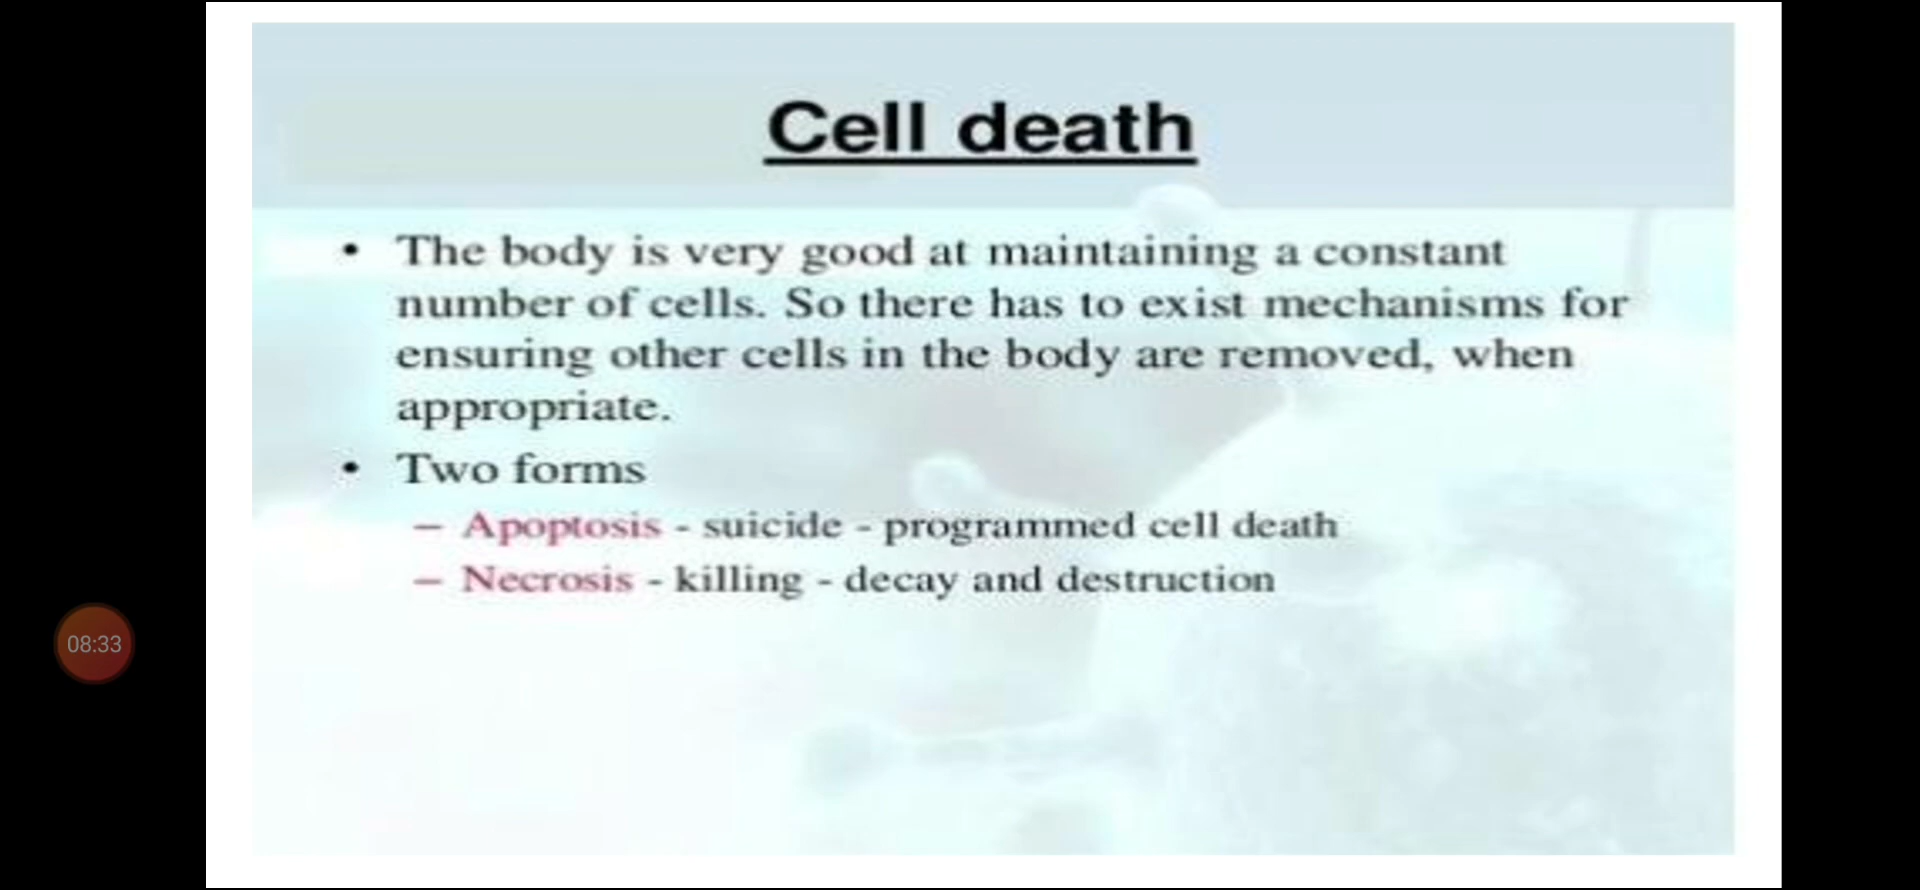 Cell death
• The body is very good at maintaining a constant
number of cells. So there has to exist mechanisms for
ensuring other cells in the body are removed, when
appropriate.
• Two forms
– Apoptosis - suicide - programmed cell death
– Necrosis - killing - decay and destruction
08:33